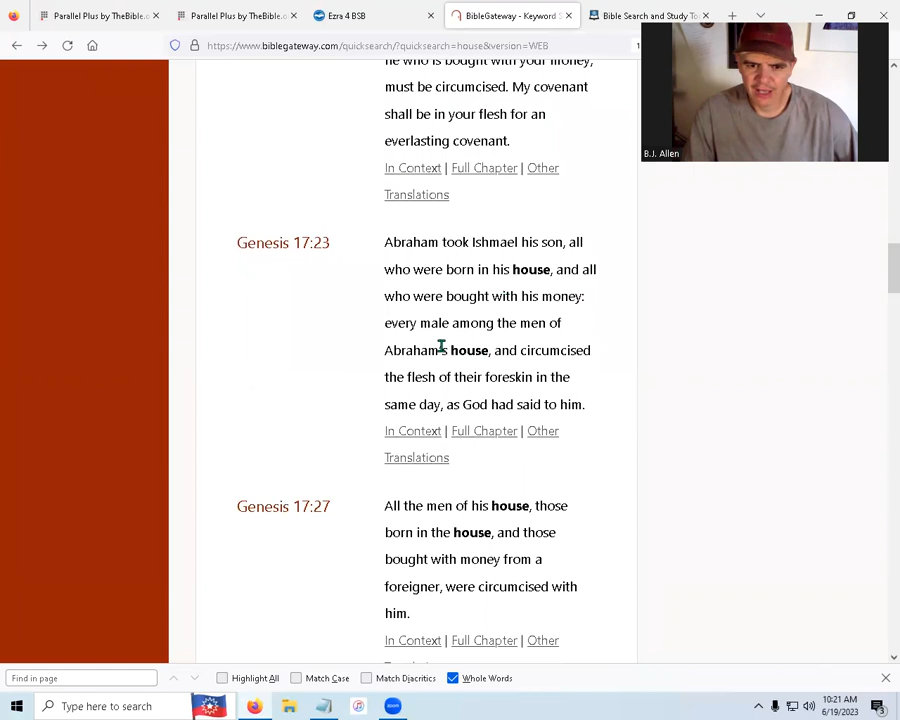 Parallel Plus by TheBible.o
Parallel Plus by TheBible.o
Ezra 4 BSB
BibleGateway - Keyword S
Bible Search and Study To
https://www.biblegateway.com/quicksearch/?quicksearch=house&version=WEB
he who is bought with your money,
must be circumcised. My covenant
shall be in your flesh for an
everlasting covenant.
In Context | Full Chapter | Other
Translations
B.J. Allen
Genesis 17:23
Abraham took Ishmael his son, all
who were born in his house, and all
who were bought with his money:
every male among the men of
Abraham's house, and circumcised
the flesh of their foreskin in the
same day, as God had said to him.
In Context | Full Chapter | Other
Translations
Genesis 17:27
All the men of his house, those
born in the house, and those
bought with money from a
foreigner, were circumcised with
him.
In Context | Full Chapter | Other
Find in page
Highlight All
Match Case
Match Diacritics
Whole Words
Type here to search
zoom
10:21 AM
6/19/2023
3